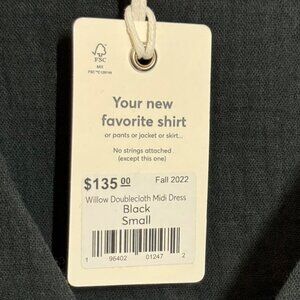 FSC
MIX
Your new
favorite shirt
or pants or jacket or skirt...
No strings attached
(except this one)
$135.00 Fall 2022
Willow Doublecloth Midi Dress
Black
Small
1 96402 01247 2